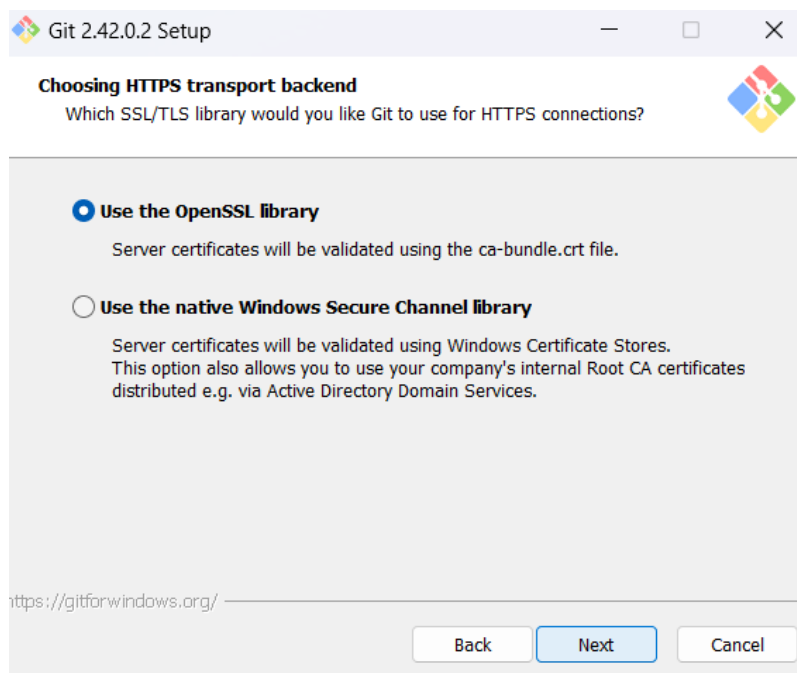 Git 2.42.0.2 Setup
Choosing HTTPS transport backend
Which SSL/TLS library would you like Git to use for HTTPS connections?
Use the OpenSSL library
Server certificates will be validated using the ca-bundle.crt file.
Use the native Windows Secure Channel library
Server certificates will be validated using Windows Certificate Stores.
This option also allows you to use your company's internal Root CA certificates
distributed e.g. via Active Directory Domain Services.
https://gitforwindows.org/
Back Next Cancel